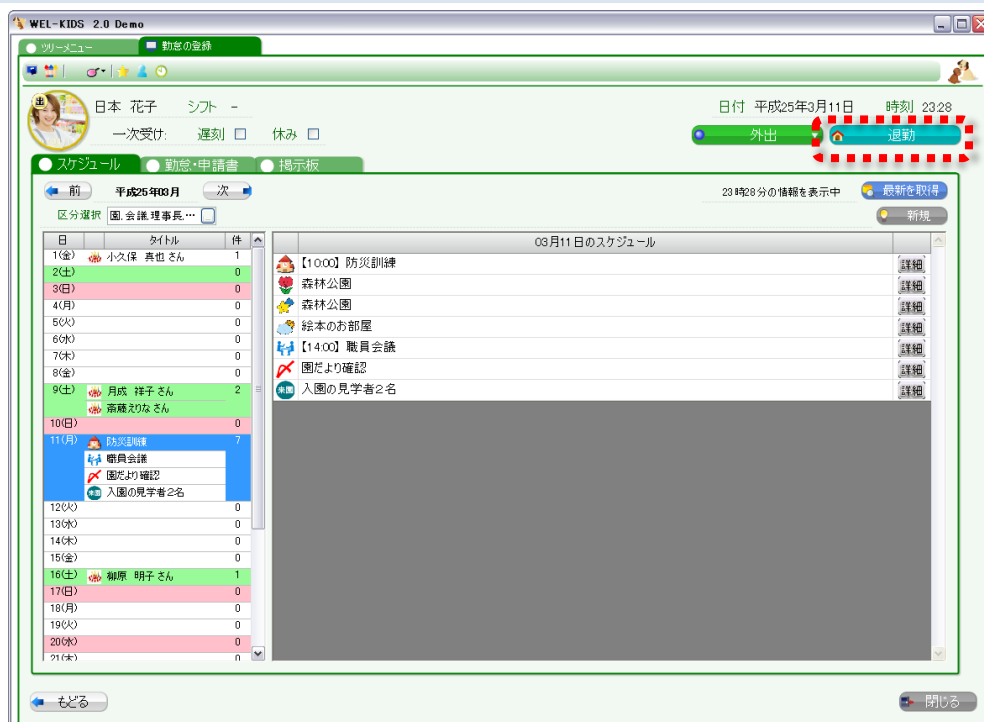 WEL-KIDS 2.0 Demo
ツリーメニュー 勤怠の登録
出 日本 花子 シフト - 日付 平成25年3月11日 時刻 23:28
一次受け: 遅刻 休み 外出 退勤
スケジュール 勤怠・申請書 掲示板
前 平成25年03月 次 23時28分の情報を表示中 最新を取得
区分選択 園.会議.理事長.… 新規
日 タイトル 件 03月11日のスケジュール
1(金) 小久保 真也 さん 1
2(土) 0
3(日) 0
4(月) 0
5(火) 0
6(水) 0
7(木) 0
8(金) 0
9(土) 月成 祥子 さん 2
斎藤えりな さん
10(日) 0
11(月) 防災訓練 7
職員会議
園だより確認
来園 入園の見学者2名
12(火) 0
13(水) 0
14(木) 0
15(金) 0
16(土) 柳原 明子 さん 1
17(日) 0
18(月) 0
19(火) 0
20(水) 0
21(木) 0
【10:00】防災訓練 詳細
森林公園 詳細
森林公園 詳細
絵本のお部屋 詳細
【14:00】職員会議 詳細
園だより確認 詳細
来園 入園の見学者2名 詳細
もどる 閉じる